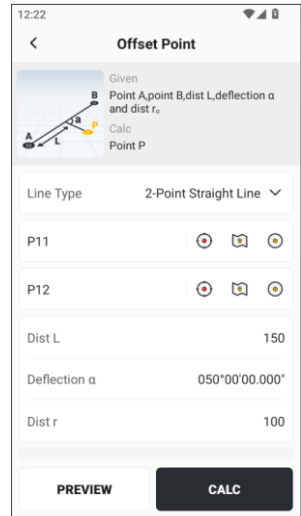 12:22
Offset Point
Given
Point A,point B,dist L,deflection α
and dist r。
Calc
Point P
A
B
L
a
P
Line Type
2-Point Straight Line
P11
P12
Dist L
150
Deflection α
050°00'00.000"
Dist r
100
PREVIEW
CALC